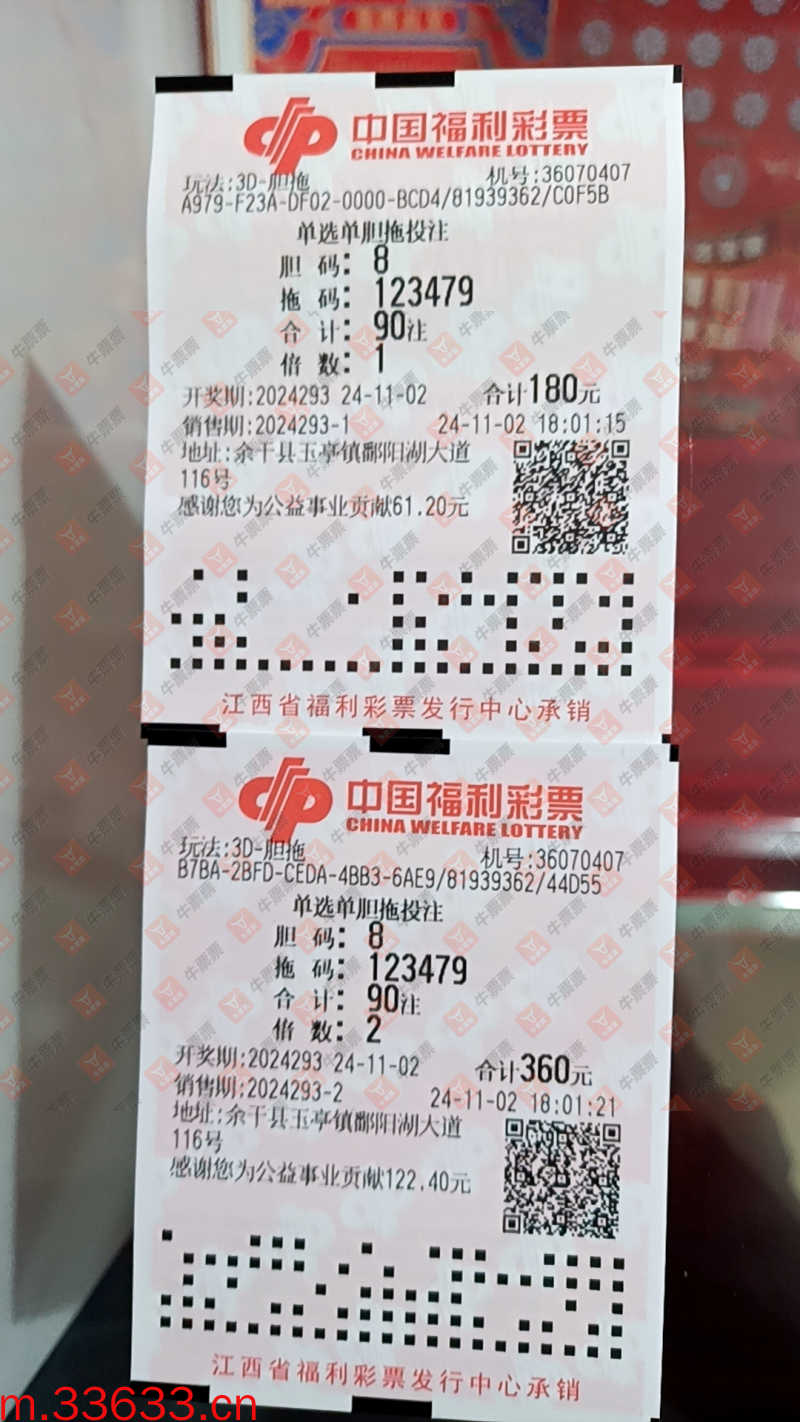 中国福利彩票
CHINA WELFARE LOTTERY
玩法:3D-胆拖 机号:36070407
A979-F23A-DF02-0000-BCD4/81939362/C0F5B
单选单胆拖投注
胆 码: 8
拖 码: 123479
合 计: 90注
倍 数: 1
开奖期:2024293 24-11-02 合计180元
销售期:2024293-1 24-11-02 18:01:15
地址:余干县玉亭镇鄱阳湖大道
116号
感谢您为公益事业贡献61.20元
江西省福利彩票发行中心承销
中国福利彩票
CHINA WELFARE LOTTERY
玩法:3D-胆拖 机号:36070407
B7BA-2BFD-CEDA-4BB3-6AE9/81939362/44D55
单选单胆拖投注
胆 码: 8
拖 码: 123479
合 计: 90注
倍 数: 2
开奖期:2024293 24-11-02 合计360元
销售期:2024293-2 24-11-02 18:01:21
地址:余干县玉亭镇鄱阳湖大道
116号
感谢您为公益事业贡献122.40元
江西省福利彩票发行中心承销
牛票票
m.33633.cn